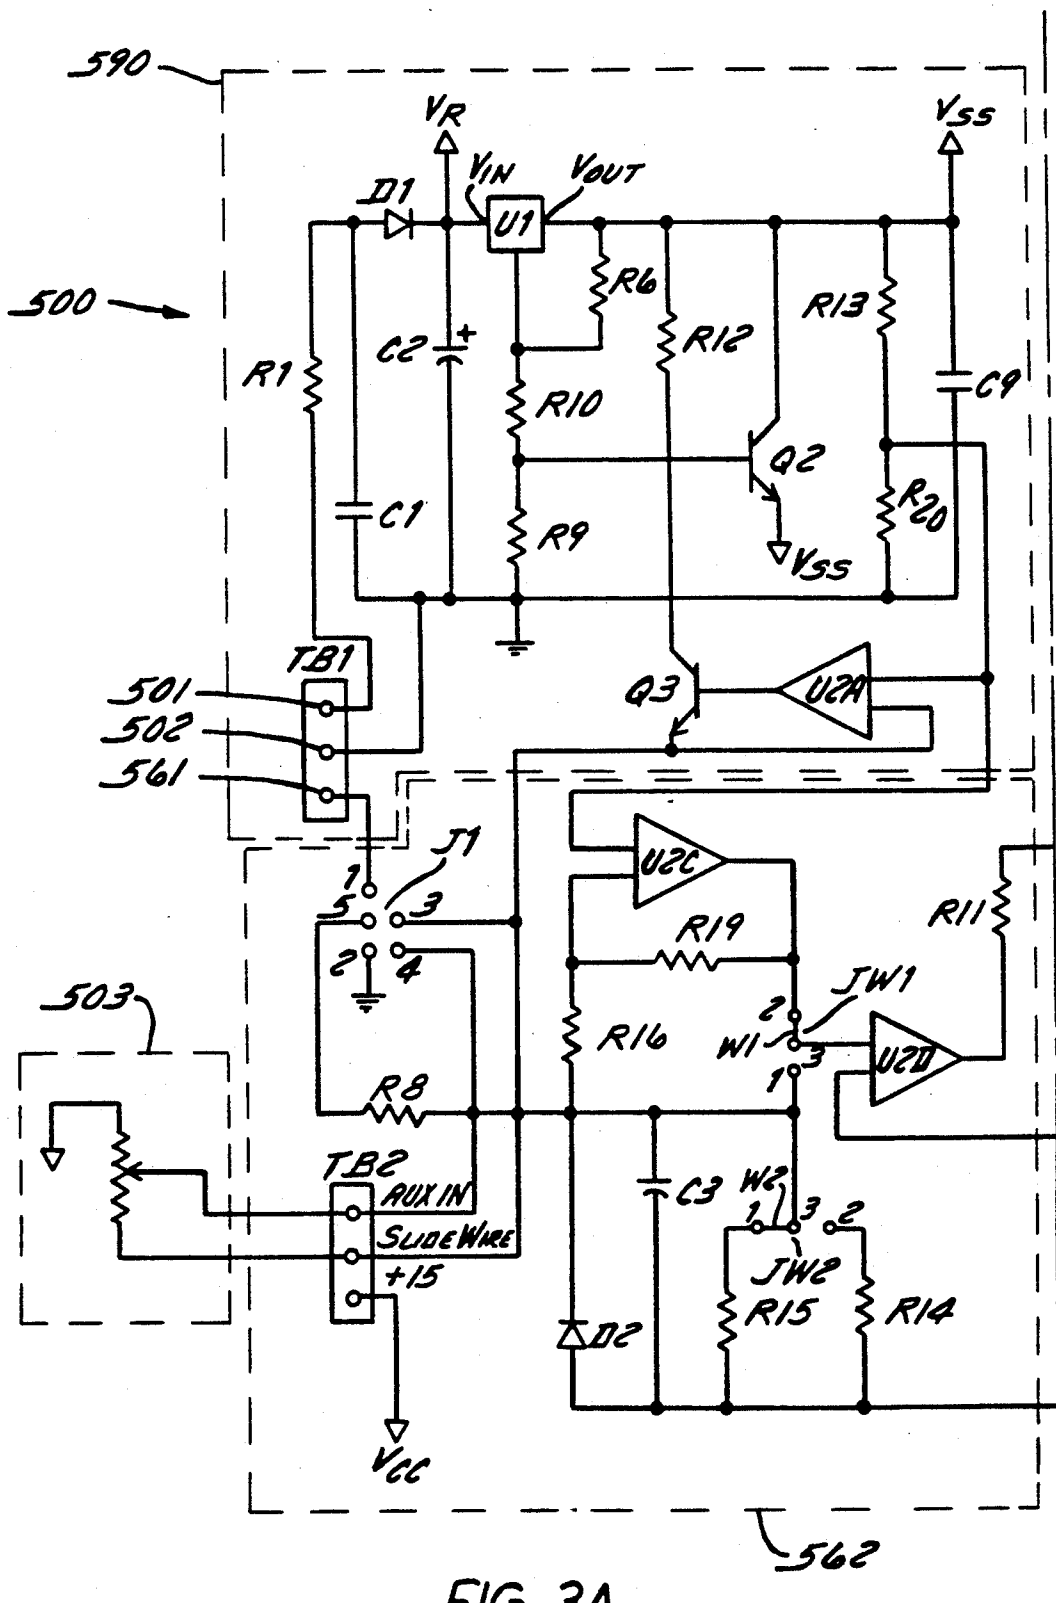 590
VR
VSS
VIN
VOUT
D1
U1
500
R6
R13
R12
C2
+
R1
C9
R10
Q2
R20
C1
R9
VSS
TB1
501
Q3
U2A
502
561
J1
1
U2C
5
3
R11
R19
2
4
503
JW1
2
R16
W1
3
U2D
1
R8
TB2
C3
W2
AUX IN
1
3
2
SLIDE WIRE
JW2
+15
R15
R14
D2
VCC
562
FIG. 3A